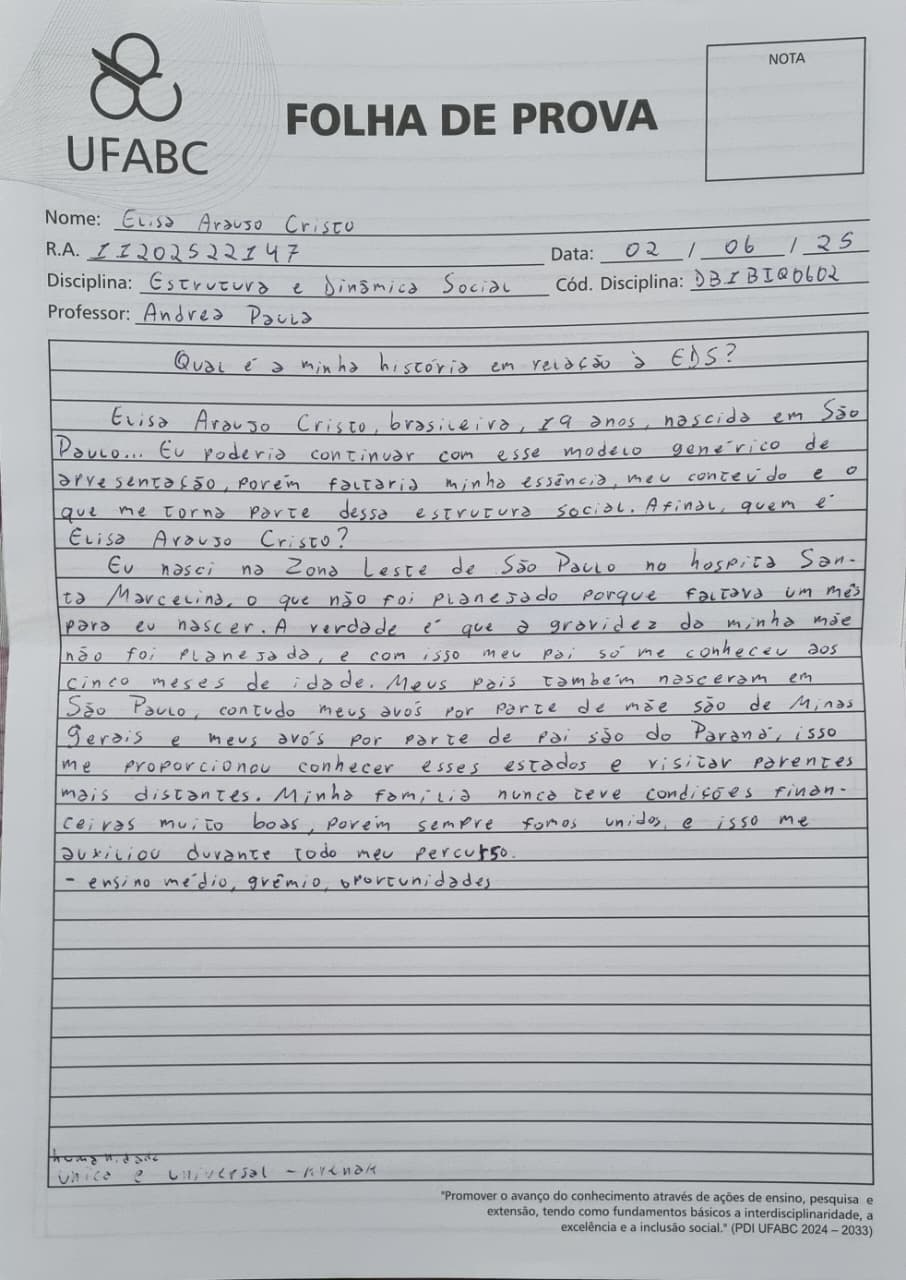 UFABC
FOLHA DE PROVA
NOTA
Nome: Elisa Araujo Cristo
R.A. 11202522147
Data: 02 / 06 / 25
Disciplina: Estrutura e Dinâmica Social
Cód. Disciplina: DBIBIQ0602
Professor: Andrea Paula
Qual é a minha história em relação à EDS?
Elisa Araujo Cristo, brasileira, 19 anos, nascida em São
Paulo... Eu poderia continuar com esse modelo genérico de
apresentação, porém faltaria minha essência, meu conteúdo e o
que me torna parte dessa estrutura social. Afinal, quem é
Elisa Araujo Cristo?
Eu nasci na Zona Leste de São Paulo no hospita San-
ta Marcelina, o que não foi planejado porque faltava um mês
para eu nascer. A verdade é que a gravidez da minha mãe
não foi planejada, e com isso meu pai só me conheceu aos
cinco meses de idade. Meus pais também nasceram em
São Paulo, contudo meus avós por parte de mãe são de Minas
Gerais e meus avós por parte de pai são do Paraná, isso
me proporcionou conhecer esses estados e visitar parentes
mais distantes. Minha família nunca teve condições finan-
ceiras muito boas, porém sempre fomos unidos, e isso me
auxiliou durante todo meu percurso.
- ensino médio, grêmio, oportunidades
humanidade
única e universal - Krenak
"Promover o avanço do conhecimento através de ações de ensino, pesquisa e
extensão, tendo como fundamentos básicos a interdisciplinaridade, a
excelência e a inclusão social." (PDI UFABC 2024 – 2033)